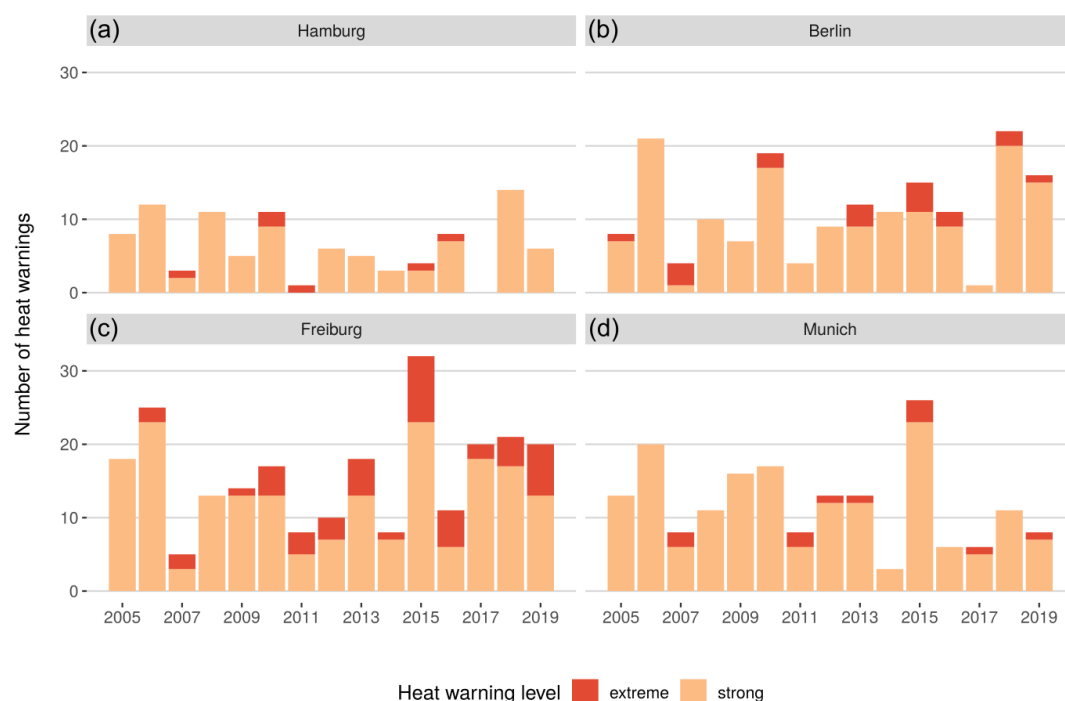 (a) Hamburg
(b) Berlin
30
20
10
0
(c) Freiburg
(d) Munich
30
20
10
0
Number of heat warnings
2005 2007 2009 2011 2013 2015 2017 2019
2005 2007 2009 2011 2013 2015 2017 2019
Heat warning level extreme strong